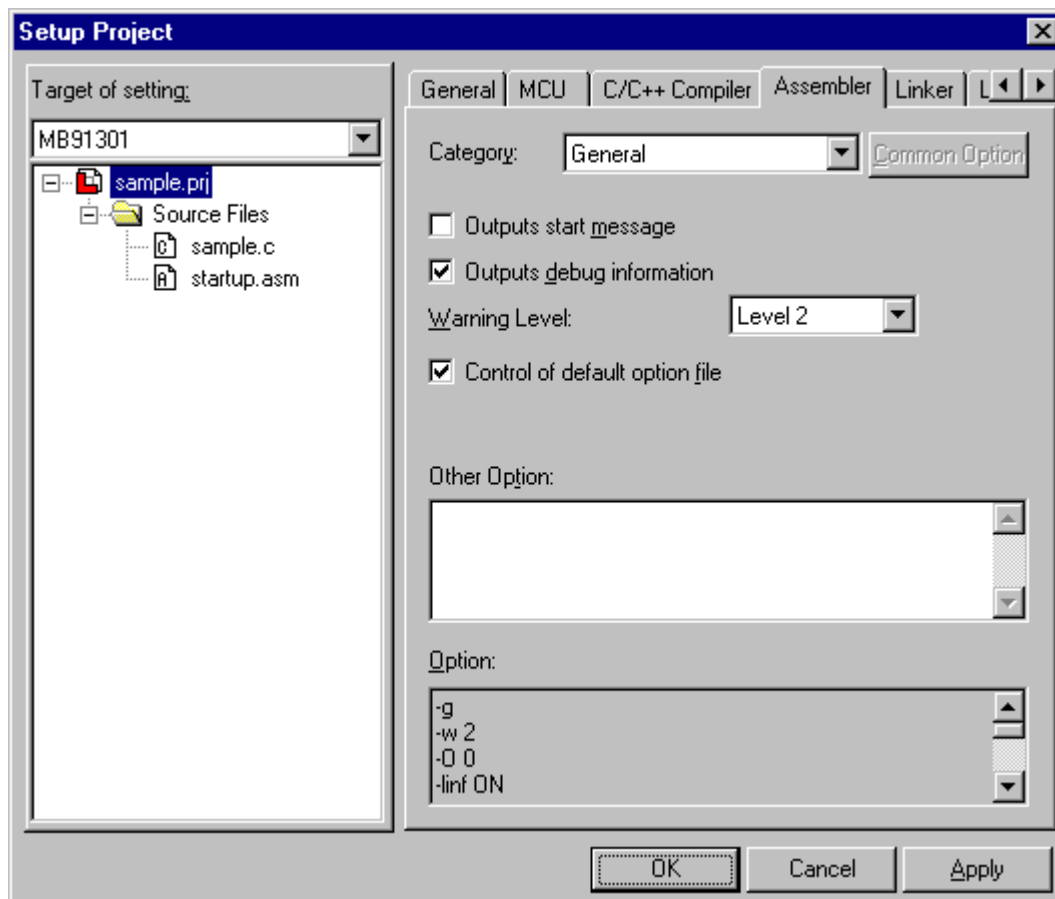 Setup Project
Target of setting:
MB91301
sample.prj
Source Files
sample.c
startup.asm
General
MCU
C/C++ Compiler
Assembler
Linker
L
Category:
General
Common Option
Outputs start message
Outputs debug information
Warning Level:
Level 2
Control of default option file
Other Option:
Option:
-g
-w 2
-O 0
-linf ON
OK
Cancel
Apply